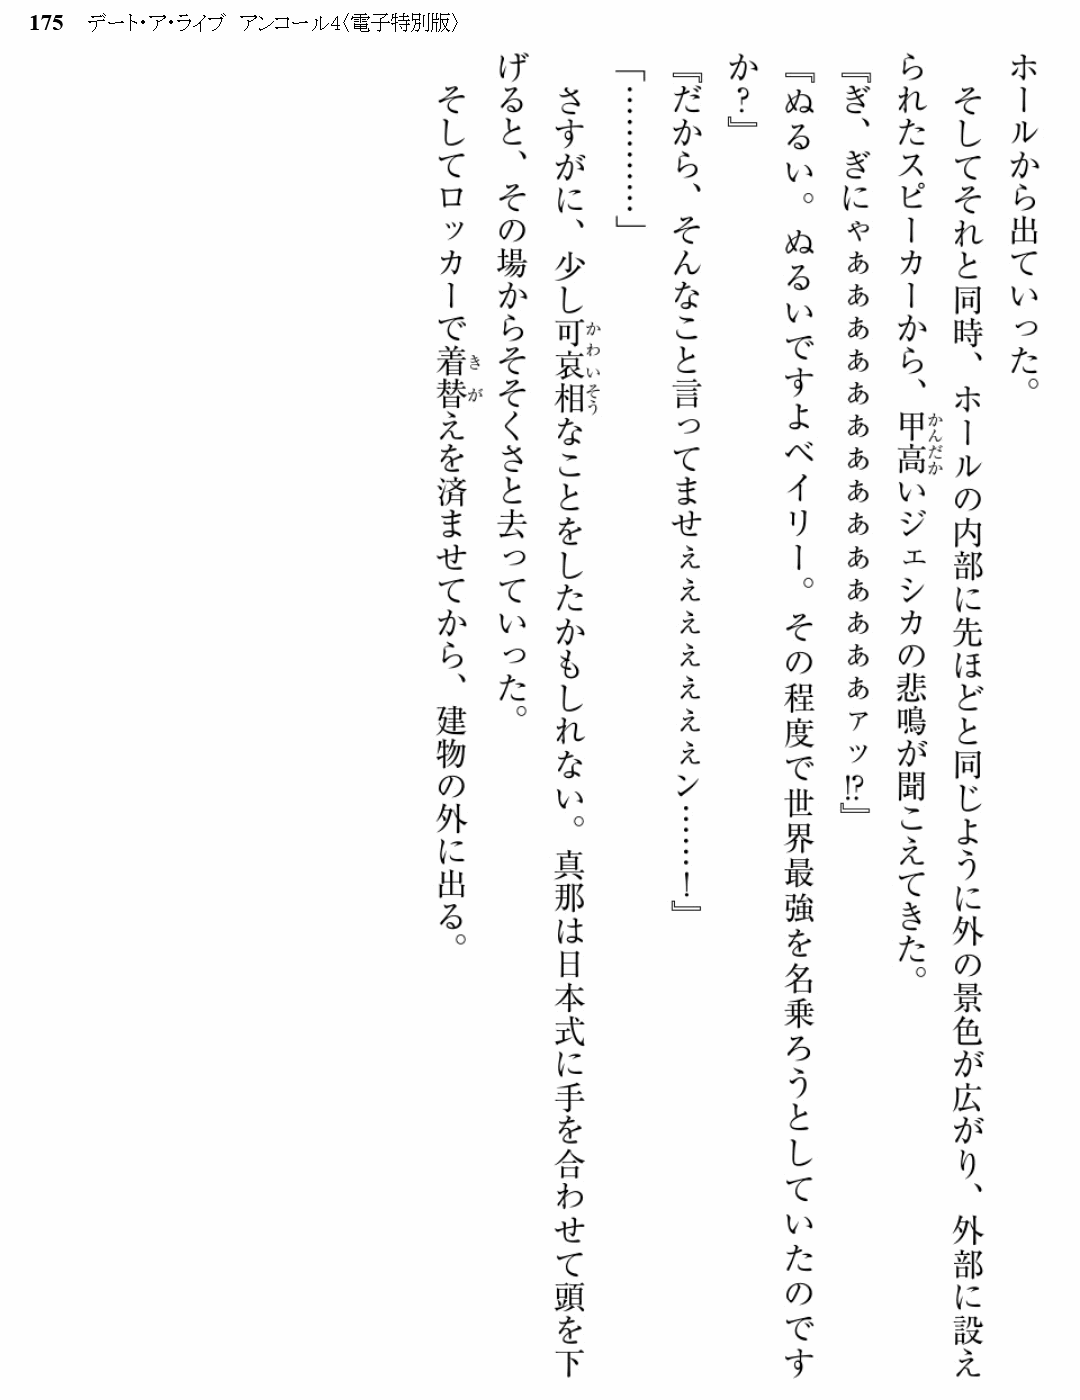 175 デート・ア・ライブ アンコール4〈電子特別版〉
ホールから出ていった。
そしてそれと同時、ホールの内部に先ほどと同じように外の景色が広がり、外部に設え
られたスピーカーから、甲高いジェシカの悲鳴が聞こえてきた。
『ぎ、ぎにゃぁぁぁぁぁぁぁぁぁぁぁぁぁァッ!?』
『ぬるい。ぬるいですよベイリー。その程度で世界最強を名乗ろうとしていたのです
か?』
『だから、そんなこと言ってませぇぇぇぇぇぇぇン……!』
「…………」
さすがに、少し可哀相なことをしたかもしれない。真那は日本式に手を合わせて頭を下
げると、その場からそそくさと去っていった。
そしてロッカーで着替えを済ませてから、建物の外に出る。